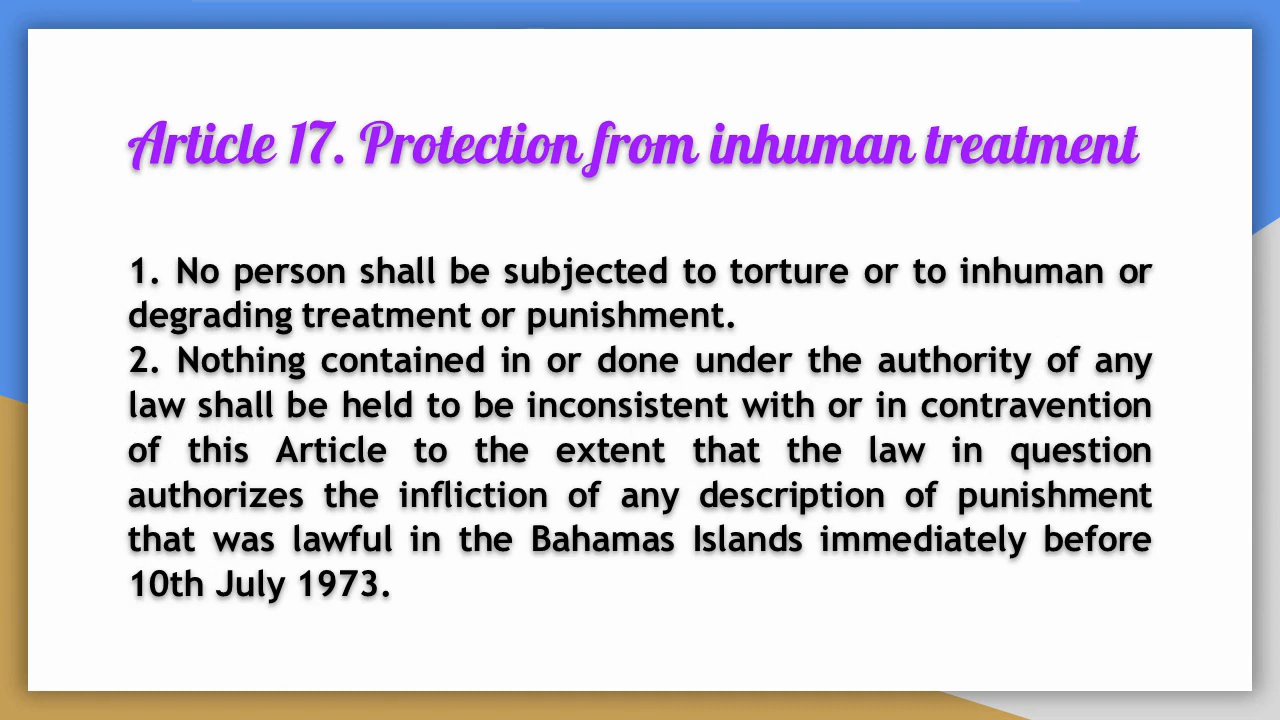 Article 17. Protection from inhuman treatment
1. No person shall be subjected to torture or to inhuman or
degrading treatment or punishment.
2. Nothing contained in or done under the authority of any
law shall be held to be inconsistent with or in contravention
of this Article to the extent that the law in question
authorizes the infliction of any description of punishment
that was lawful in the Bahamas Islands immediately before
10th July 1973.